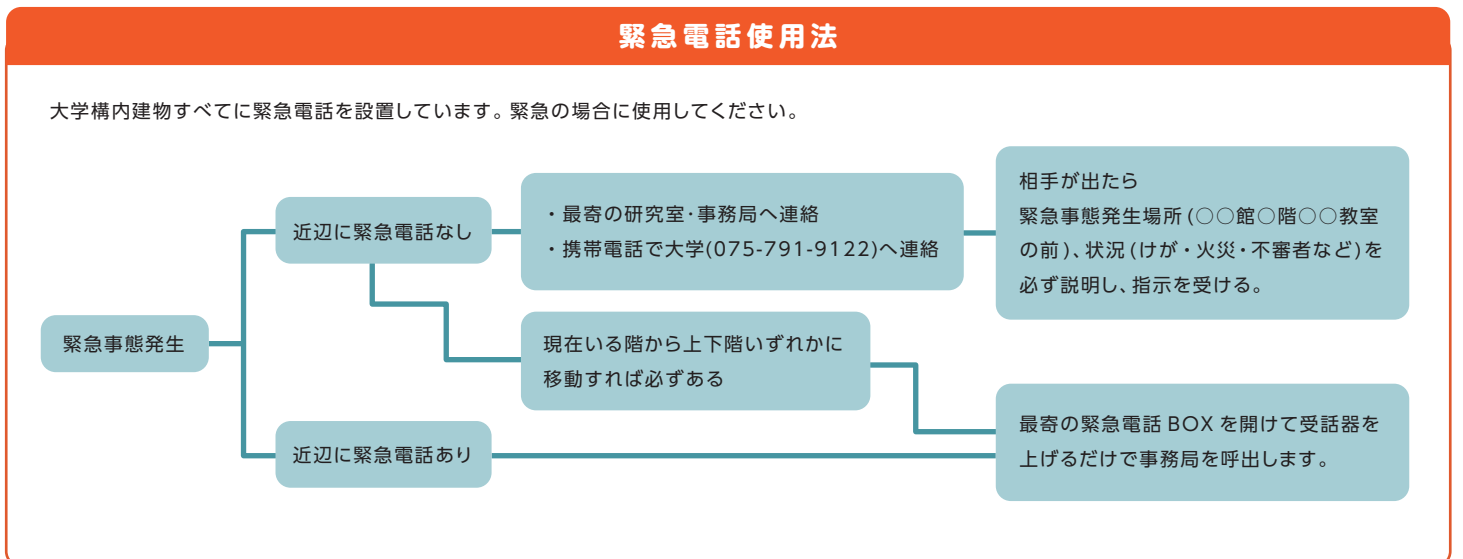 緊急電話使用法
大学構内建物すべてに緊急電話を設置しています。緊急の場合に使用してください。
緊急事態発生
近辺に緊急電話なし
・最寄の研究室・事務局へ連絡
・携帯電話で大学(075-791-9122)へ連絡
相手が出たら
緊急事態発生場所(○○館○階○○教室
の前)、状況(けが・火災・不審者など)を
必ず説明し、指示を受ける。
現在いる階から上下階いずれかに
移動すれば必ずある
近辺に緊急電話あり
最寄の緊急電話 BOX を開けて受話器を
上げるだけで事務局を呼出します。